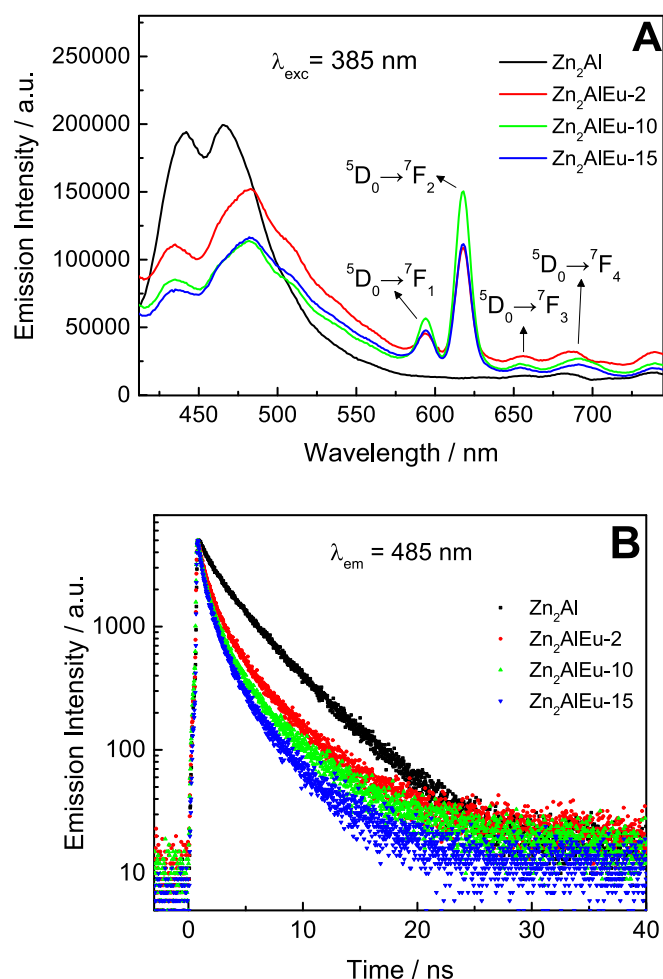 A
λexc = 385 nm
Zn2Al
Zn2AlEu-2
Zn2AlEu-10
Zn2AlEu-15
5D0→7F2
5D0→7F1
5D0→7F3
5D0→7F4
Emission Intensity / a.u.
250000
200000
150000
100000
50000
0
450 500 550 600 650 700
Wavelength / nm
B
λem = 485 nm
Zn2Al
Zn2AlEu-2
Zn2AlEu-10
Zn2AlEu-15
Emission Intensity / a.u.
1000
100
10
0 10 20 30 40
Time / ns